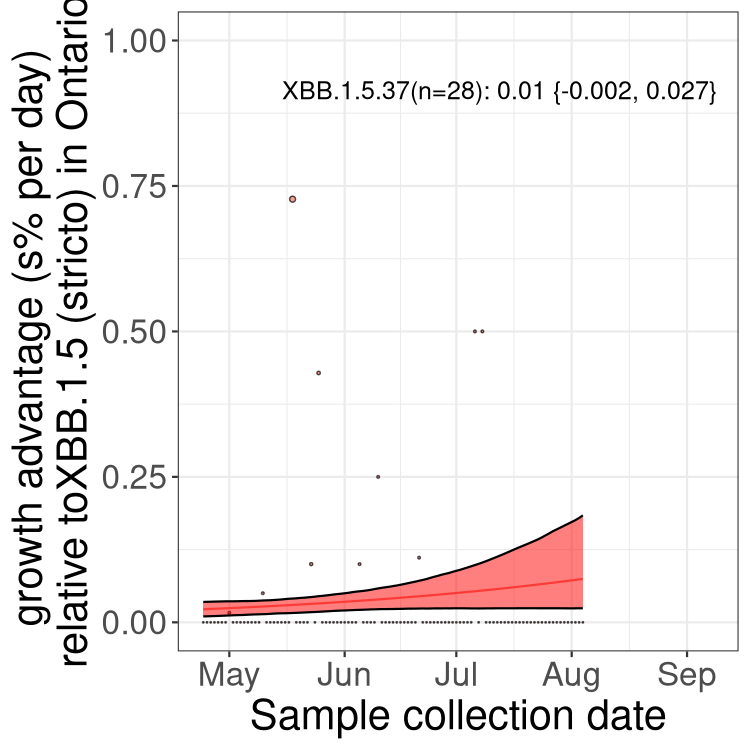 growth advantage (s% per day)
relative toXBB.1.5 (stricto) in Ontario
1.00
0.75
0.50
0.25
0.00
XBB.1.5.37(n=28): 0.01 {-0.002, 0.027}
May Jun Jul Aug Sep
Sample collection date